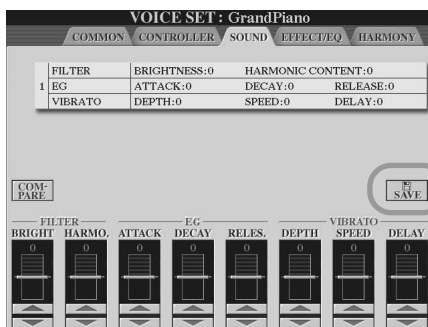 VOICE SET : GrandPiano
COMMON CONTROLLER SOUND EFFECT/EQ HARMONY
FILTER BRIGHTNESS:0 HARMONIC CONTENT:0
1 EG ATTACK:0 DECAY:0 RELEASE:0
VIBRATO DEPTH:0 SPEED:0 DELAY:0
COM-
PARE
SAVE
FILTER EG VIBRATO
BRIGHT HARMO. ATTACK DECAY RELES. DEPTH SPEED DELAY
0 0 0 0 0 0 0 0